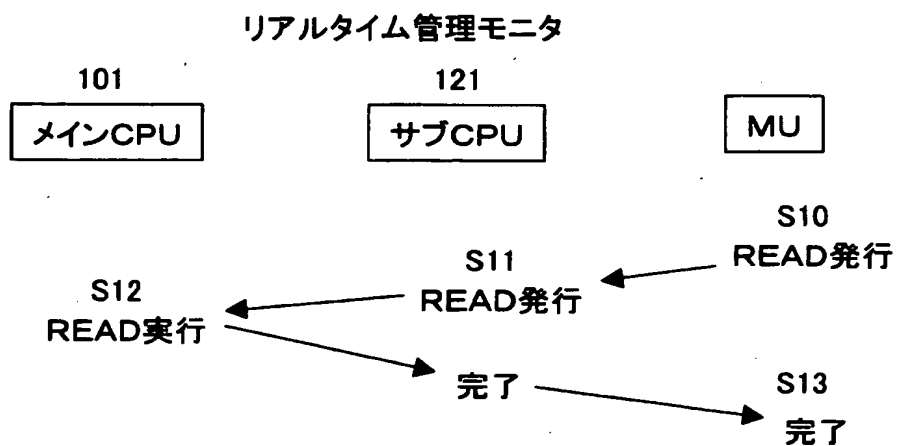 リアルタイム管理モニタ
101
121
メインCPU
サブCPU
MU
S10
READ発行
S11
READ発行
S12
READ実行
完了
S13
完了